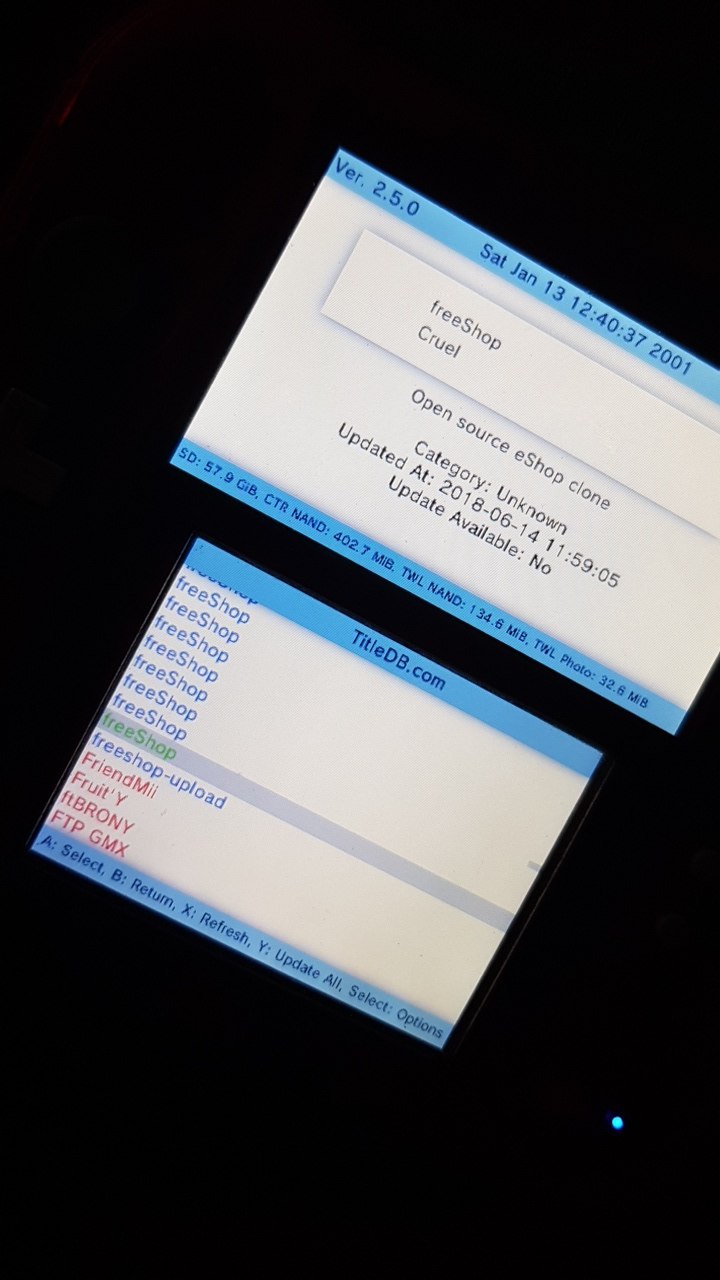 Ver. 2.5.0
Sat Jan 13 12:40:37 2001
freeShop
Cruel
Open source eShop clone
Category: Unknown
Updated At: 2018-06-14 11:59:05
Update Available: No
SD: 57.9 GiB, CTR NAND: 402.7 MiB, TWL NAND: 134.6 MiB, TWL Photo: 32.6 MiB
TitleDB.com
freeShop
freeShop
freeShop
freeShop
freeShop
freeShop
freeShop
freeShop
freeShop
freeshop-upload
FriendMii
Fruit'Y
ftBRONY
FTP GMX
A: Select, B: Return, X: Refresh, Y: Update All, Select: Options